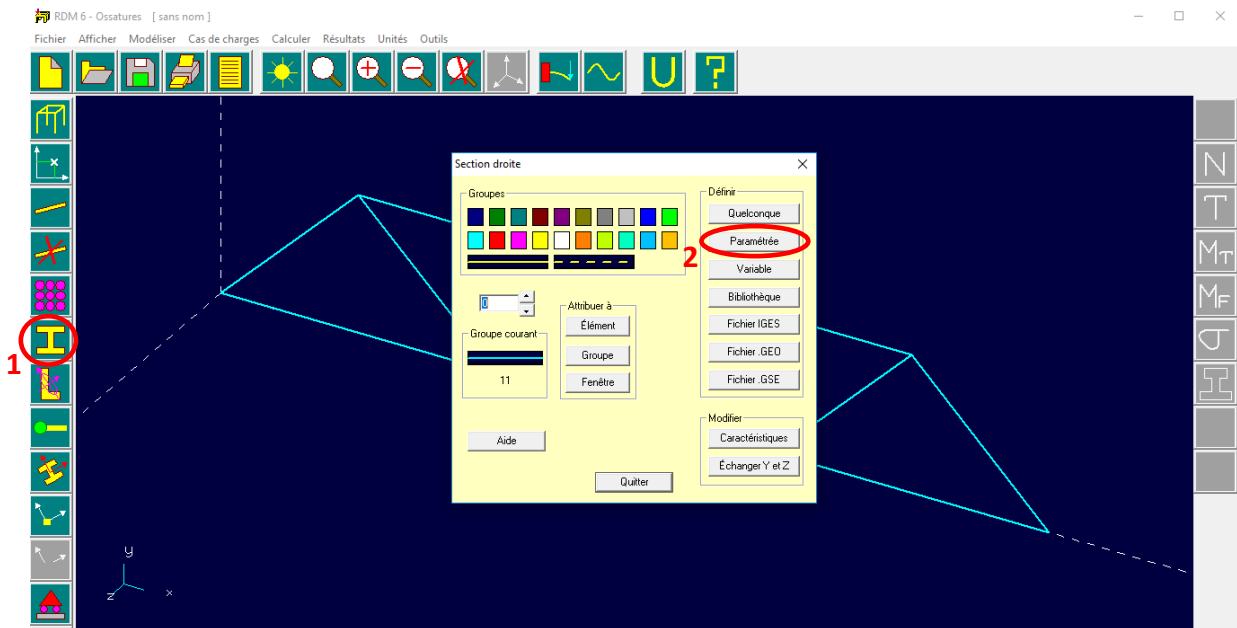 RDM 6 - Ossatures [ sans nom ]
Fichier Afficher Modéliser Cas de charges Calculer Résultats Unités Outils
Section droite
Groupes
0
Groupe courant
11
Attribuer à
Élément
Groupe
Fenêtre
Aide
Quitter
Définir
Quelconque
Paramétrée
Variable
Bibliothèque
Fichier IGES
Fichier .GEO
Fichier .GSE
Modifier
Caractéristiques
Échanger Y et Z
1
2
y
z
x
N
T
MT
MF
σ